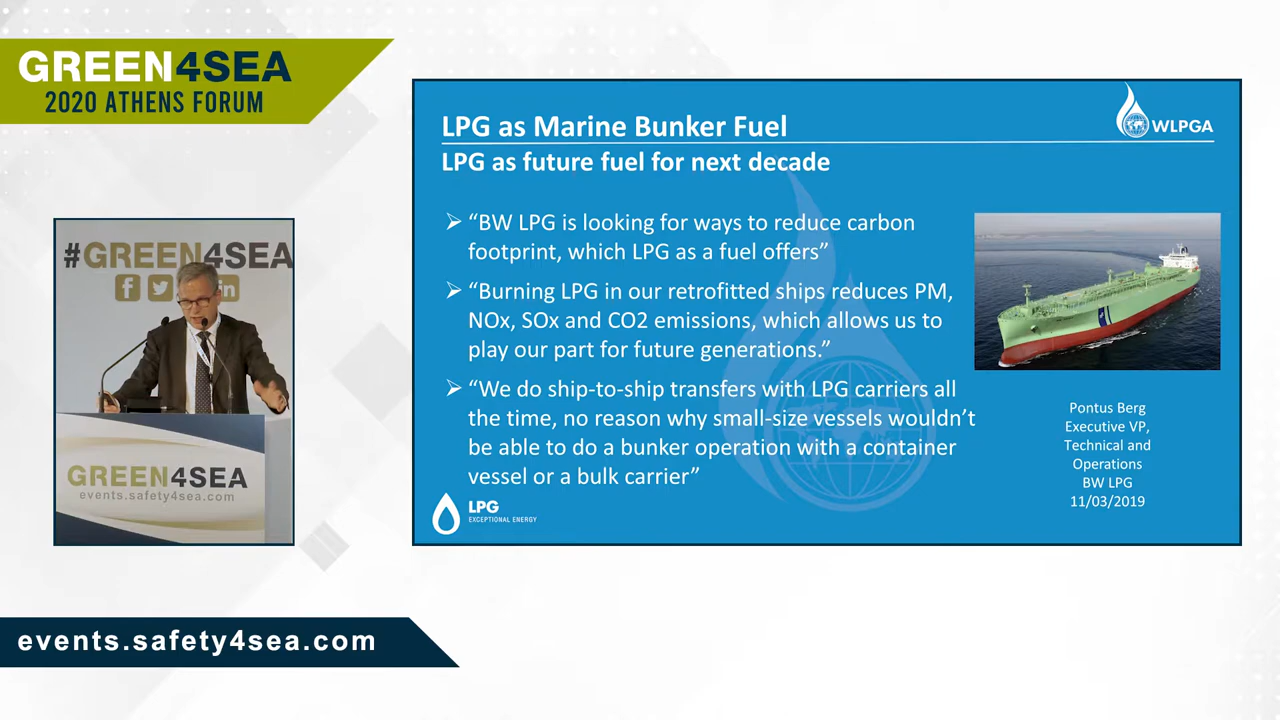 GREEN4SEA
2020 ATHENS FORUM
#GREEN4SEA
in
GREEN4SEA
events.safety4sea.com
LPG as Marine Bunker Fuel
WLPGA
LPG as future fuel for next decade
“BW LPG is looking for ways to reduce carbon
footprint, which LPG as a fuel offers”
“Burning LPG in our retrofitted ships reduces PM,
NOx, SOx and CO2 emissions, which allows us to
play our part for future generations.”
“We do ship-to-ship transfers with LPG carriers all
the time, no reason why small-size vessels wouldn’t
be able to do a bunker operation with a container
vessel or a bulk carrier”
Pontus Berg
Executive VP,
Technical and
Operations
BW LPG
11/03/2019
LPG
EXCEPTIONAL ENERGY
events.safety4sea.com